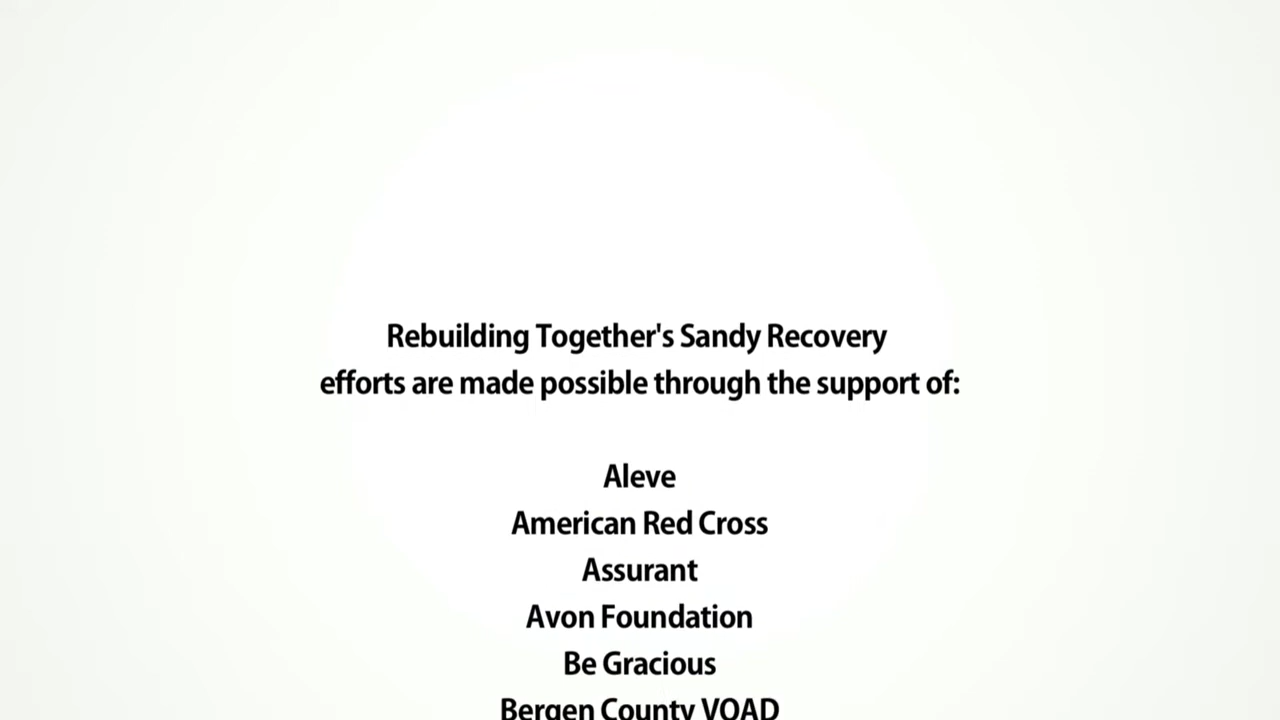 Rebuilding Together's Sandy Recovery
efforts are made possible through the support of:
Aleve
American Red Cross
Assurant
Avon Foundation
Be Gracious
Bergen County VOAD